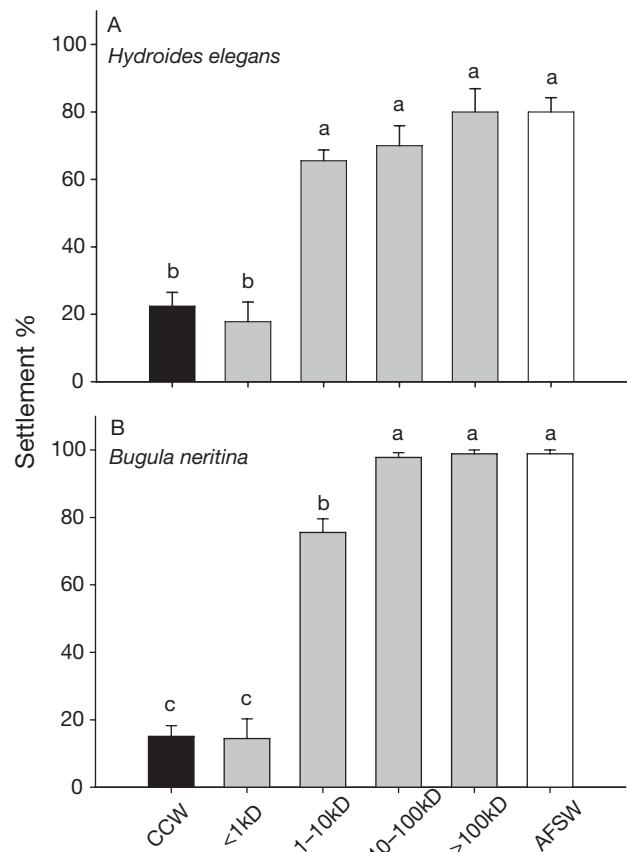 A
Hydroides elegans
100
80
60
40
20
0
a
a
a
a
b
b
Settlement %
B
Bugula neritina
100
80
60
40
20
0
a
a
a
b
c
c
CCW
<1kD
1–10kD
10–100kD
>100kD
AFSW